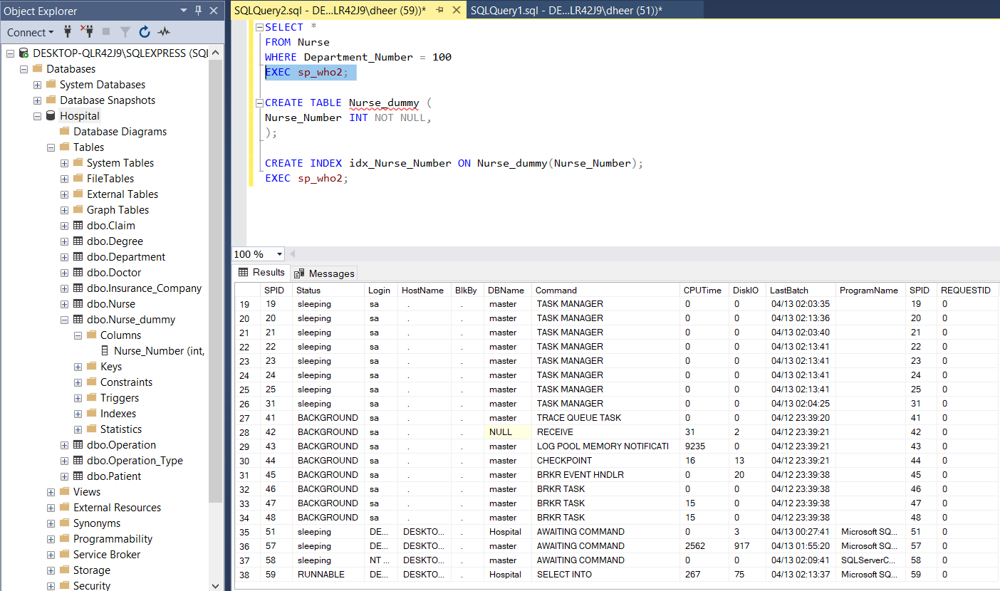 Object Explorer
Connect
DESKTOP-QLR42J9\SQLEXPRESS (SQL
Databases
System Databases
Database Snapshots
Hospital
Database Diagrams
Tables
System Tables
FileTables
External Tables
Graph Tables
dbo.Claim
dbo.Degree
dbo.Department
dbo.Doctor
dbo.Insurance_Company
dbo.Nurse
dbo.Nurse_dummy
Columns
Nurse_Number (int,
Keys
Constraints
Triggers
Indexes
Statistics
dbo.Operation
dbo.Operation_Type
dbo.Patient
Views
External Resources
Synonyms
Programmability
Service Broker
Storage
Security
SQLQuery2.sql - DE...LR42J9\dheer (59))* SQLQuery1.sql - DE...LR42J9\dheer (51))*
SELECT *
FROM Nurse
WHERE Department_Number = 100
EXEC sp_who2;
CREATE TABLE Nurse_dummy (
Nurse_Number INT NOT NULL,
);
CREATE INDEX idx_Nurse_Number ON Nurse_dummy(Nurse_Number);
EXEC sp_who2;
100 %
Results Messages
SPID Status Login HostName BlkBy DBName Command CPUTime DiskIO LastBatch ProgramName SPID REQUESTID
19 19 sleeping sa . . master TASK MANAGER 0 0 04/13 02:03:35 19 0
20 20 sleeping sa . . master TASK MANAGER 0 0 04/13 02:13:36 20 0
21 21 sleeping sa . . master TASK MANAGER 0 0 04/13 02:03:40 21 0
22 22 sleeping sa . . master TASK MANAGER 0 0 04/13 02:13:41 22 0
23 23 sleeping sa . . master TASK MANAGER 0 0 04/13 02:13:41 23 0
24 24 sleeping sa . . master TASK MANAGER 0 0 04/13 02:13:41 24 0
25 25 sleeping sa . . master TASK MANAGER 0 0 04/13 02:13:41 25 0
26 31 sleeping sa . . master TASK MANAGER 0 0 04/13 02:04:25 31 0
27 41 BACKGROUND sa . . master TRACE QUEUE TASK 0 0 04/12 23:39:20 41 0
28 42 BACKGROUND sa . . NULL RECEIVE 31 2 04/12 23:39:21 42 0
29 43 BACKGROUND sa . . master LOG POOL MEMORY NOTIFICATI 9235 0 04/12 23:39:21 43 0
30 44 BACKGROUND sa . . master CHECKPOINT 16 13 04/12 23:39:21 44 0
31 45 BACKGROUND sa . . master BRKR EVENT HNDLR 0 20 04/12 23:39:38 45 0
32 46 BACKGROUND sa . . master BRKR TASK 0 0 04/12 23:39:38 46 0
33 47 BACKGROUND sa . . master BRKR TASK 15 0 04/12 23:39:38 47 0
34 48 BACKGROUND sa . . master BRKR TASK 15 0 04/12 23:39:38 48 0
35 51 sleeping DE... DESKTO... . Hospital AWAITING COMMAND 0 3 04/13 00:27:41 Microsoft SQ... 51 0
36 57 sleeping DE... DESKTO... . master AWAITING COMMAND 2562 917 04/13 01:55:20 Microsoft SQ... 57 0
37 58 sleeping NT ... DESKTO... . master AWAITING COMMAND 0 0 04/13 02:09:41 SQLServerC... 58 0
38 59 RUNNABLE DE... DESKTO... . Hospital SELECT INTO 267 75 04/13 02:13:37 Microsoft SQ... 59 0